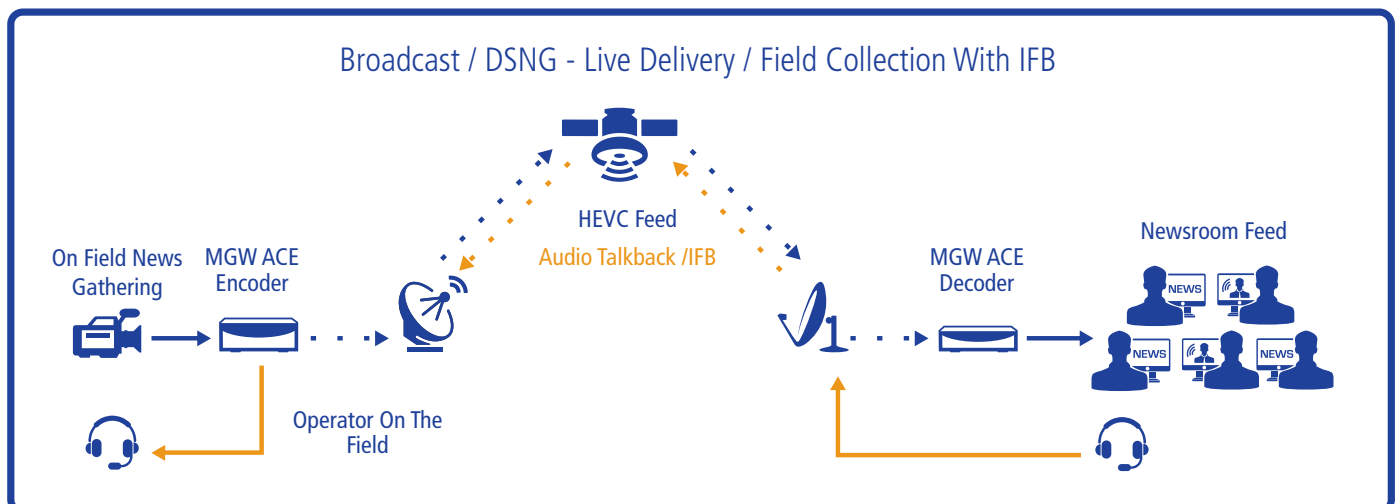 Broadcast / DSNG - Live Delivery / Field Collection With IFB
HEVC Feed
Audio Talkback /IFB
On Field News
Gathering
MGW ACE
Encoder
MGW ACE
Decoder
Newsroom Feed
NEWS
NEWS
NEWS
Operator On The
Field